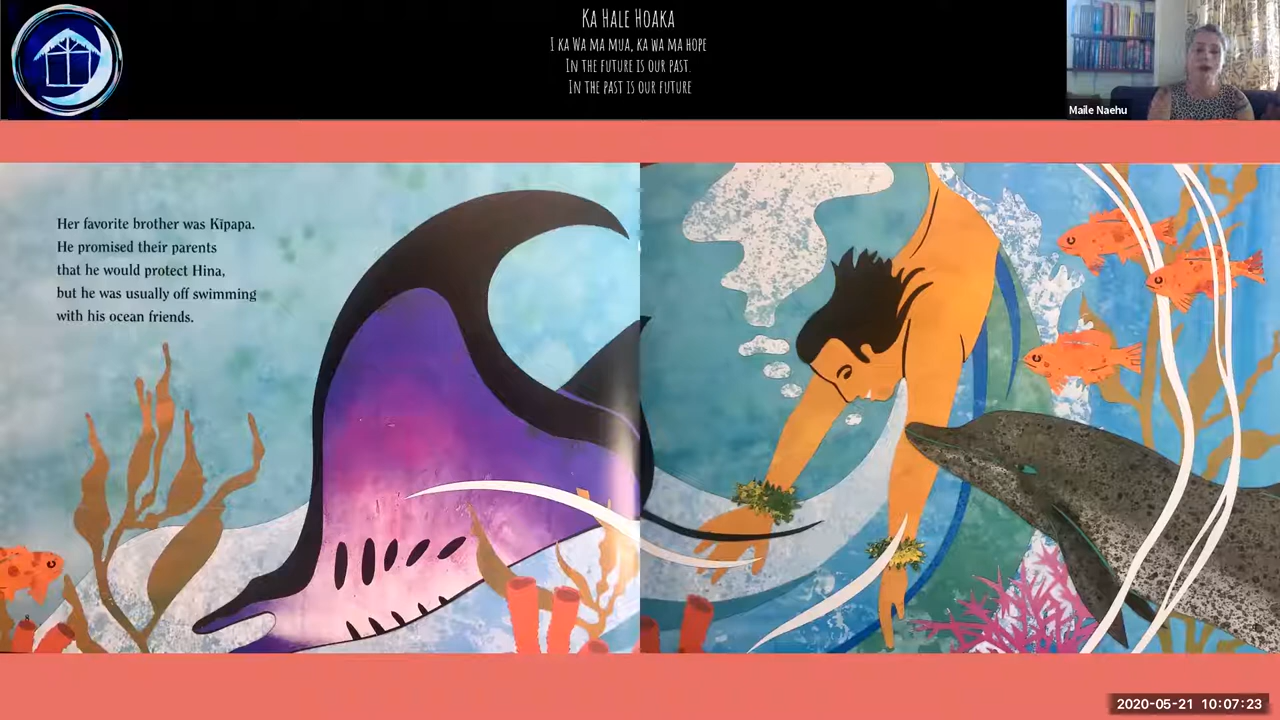 KA HALE HOAKA
I KA WA MA MUA, KA WA MA HOPE
IN THE FUTURE IS OUR PAST.
IN THE PAST IS OUR FUTURE
Maile Naehu
Her favorite brother was Kīpapa.
He promised their parents
that he would protect Hina,
but he was usually off swimming
with his ocean friends.
8
2020-05-21 10:07:23